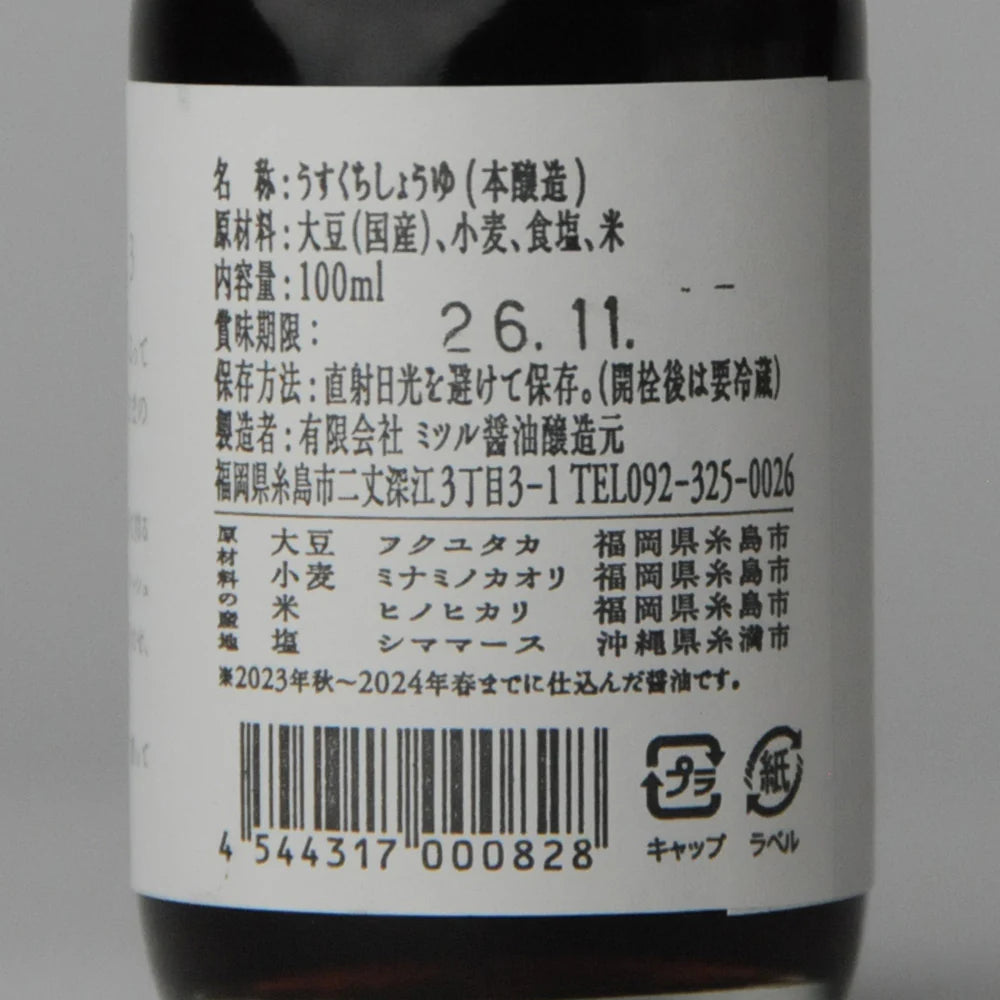 名 称：うすくちしょうゆ（本醸造）
原材料：大豆（国産）、小麦、食塩、米
内容量：100ml
賞味期限： 26.11.
保存方法：直射日光を避けて保存。（開栓後は要冷蔵）
製造者：有限会社 ミツル醤油醸造元
福岡県糸島市二丈深江3丁目3-1 TEL092-325-0026
原材料の産地
大豆 フクユタカ 福岡県糸島市
小麦 ミナミノカオリ 福岡県糸島市
米 ヒノヒカリ 福岡県糸島市
塩 シママース 沖縄県糸満市
※2023年秋～2024年春までに仕込んだ醤油です。
4 544317 000828
プラ
キャップ
紙
ラベル